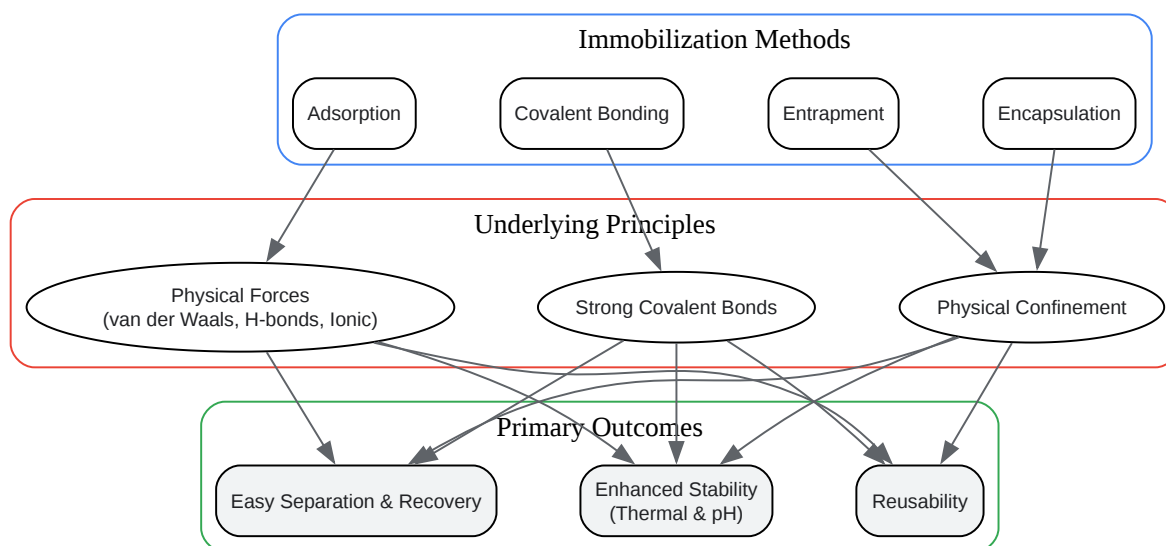 Immobilization Methods
Adsorption
Covalent Bonding
Entrapment
Encapsulation
Underlying Principles
Physical Forces
(van der Waals, H-bonds, Ionic)
Strong Covalent Bonds
Physical Confinement
Primary Outcomes
Easy Separation & Recovery
Enhanced Stability
(Thermal & pH)
Reusability